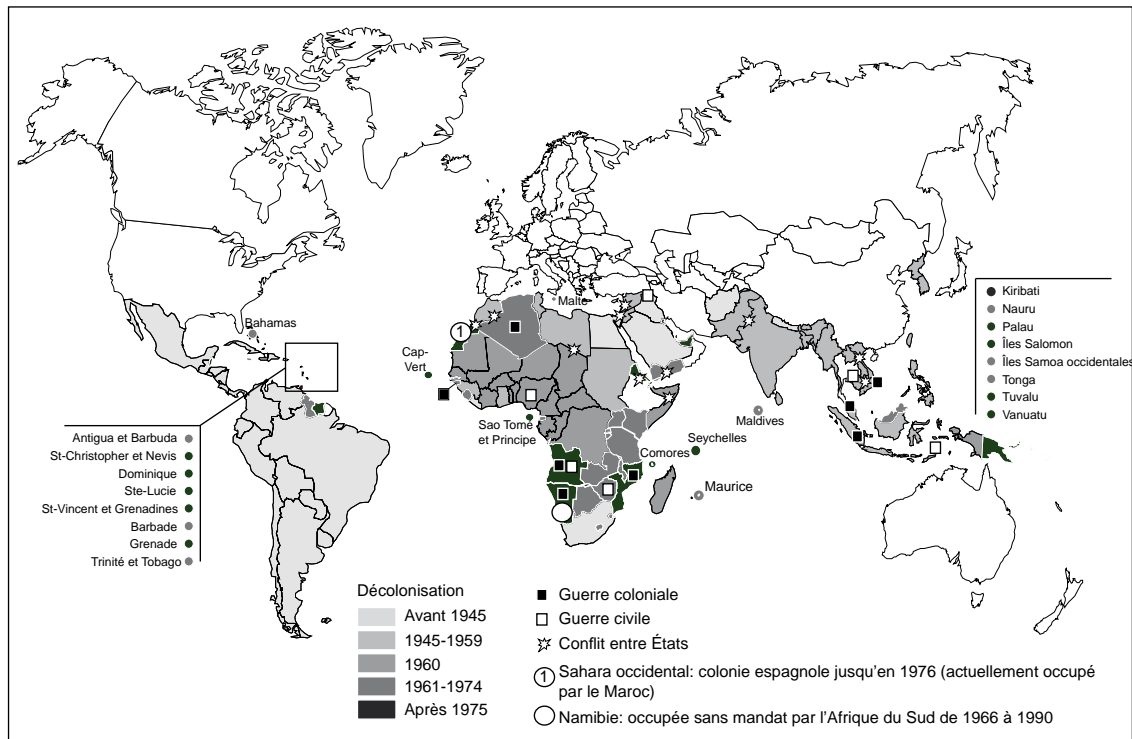 Malte
Bahamas
1
Cap-
Vert
Sao Tomé
et Principe
Seychelles
Comores
Maldives
Maurice
Kiribati
Nauru
Palau
Îles Salomon
Îles Samoa occidentales
Tonga
Tuvalu
Vanuatu
Antigua et Barbuda
St-Christopher et Nevis
Dominique
Ste-Lucie
St-Vincent et Grenadines
Barbade
Grenade
Trinité et Tobago
Décolonisation
Avant 1945
1945-1959
1960
1961-1974
Après 1975
Guerre coloniale
Guerre civile
Conflit entre États
1 Sahara occidental: colonie espagnole jusqu'en 1976 (actuellement occupé
par le Maroc)
Namibie: occupée sans mandat par l'Afrique du Sud de 1966 à 1990